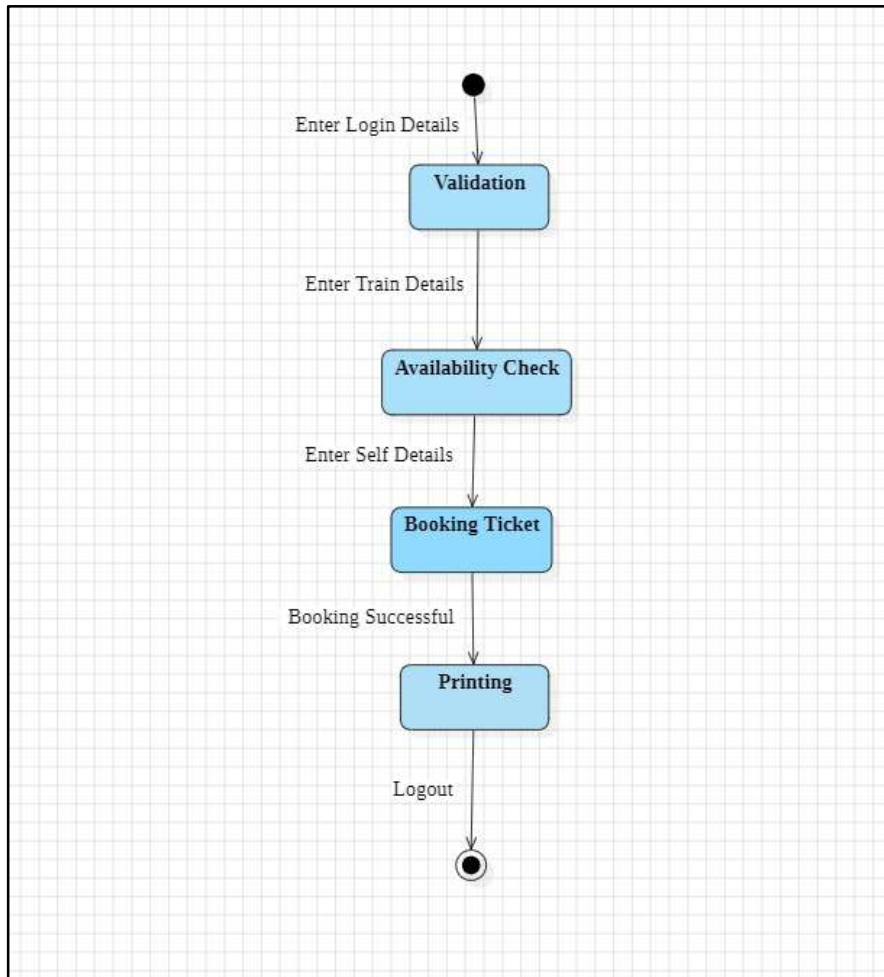 Enter Login Details
Validation
Enter Train Details
Availability Check
Enter Self Details
Booking Ticket
Booking Successful
Printing
Logout